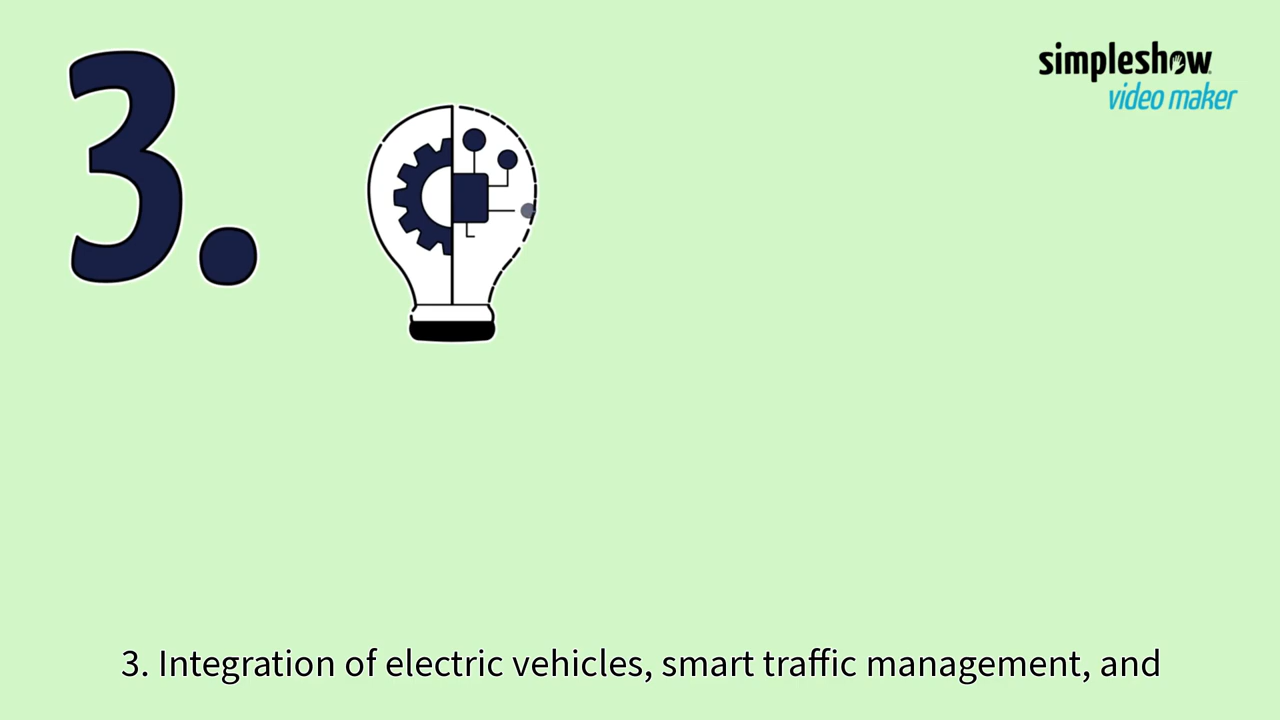 3.
simpleshow
video maker
3. Integration of electric vehicles, smart traffic management, and